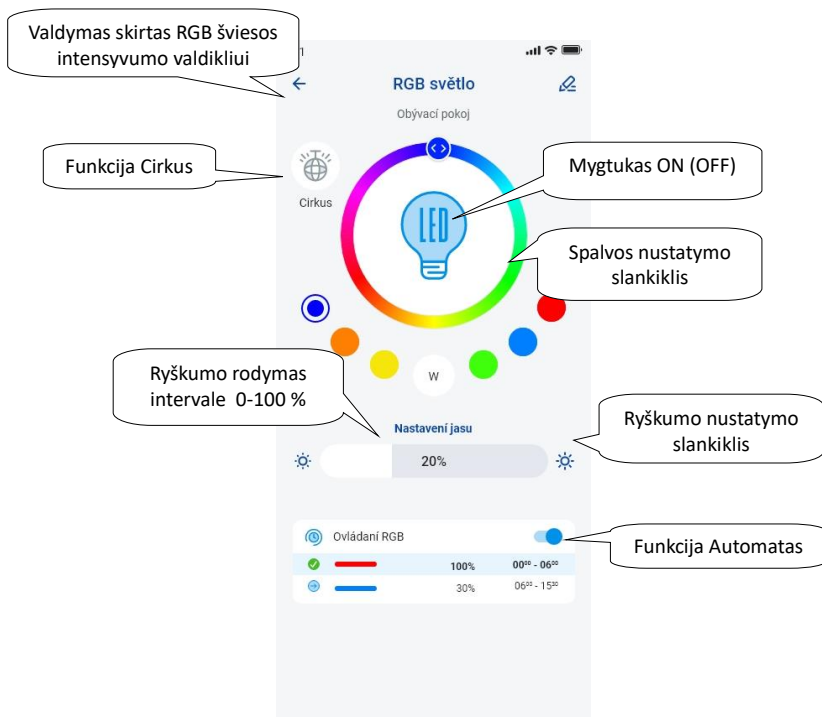 Valdymas skirtas RGB šviesos
intensyvumo valdikliui
RGB světlo
Obývací pokoj
Funkcija Cirkus
Cirkus
LED
Mygtukas ON (OFF)
Spalvos nustatymo
slankiklis
W
Ryškumo rodymas
intervale 0-100 %
Nastavení jasu
20%
Ryškumo nustatymo
slankiklis
Ovládaní RGB
Funkcija Automatas
100% 00⁰⁰ - 06⁰⁰
30% 06⁰⁰ - 15³⁰